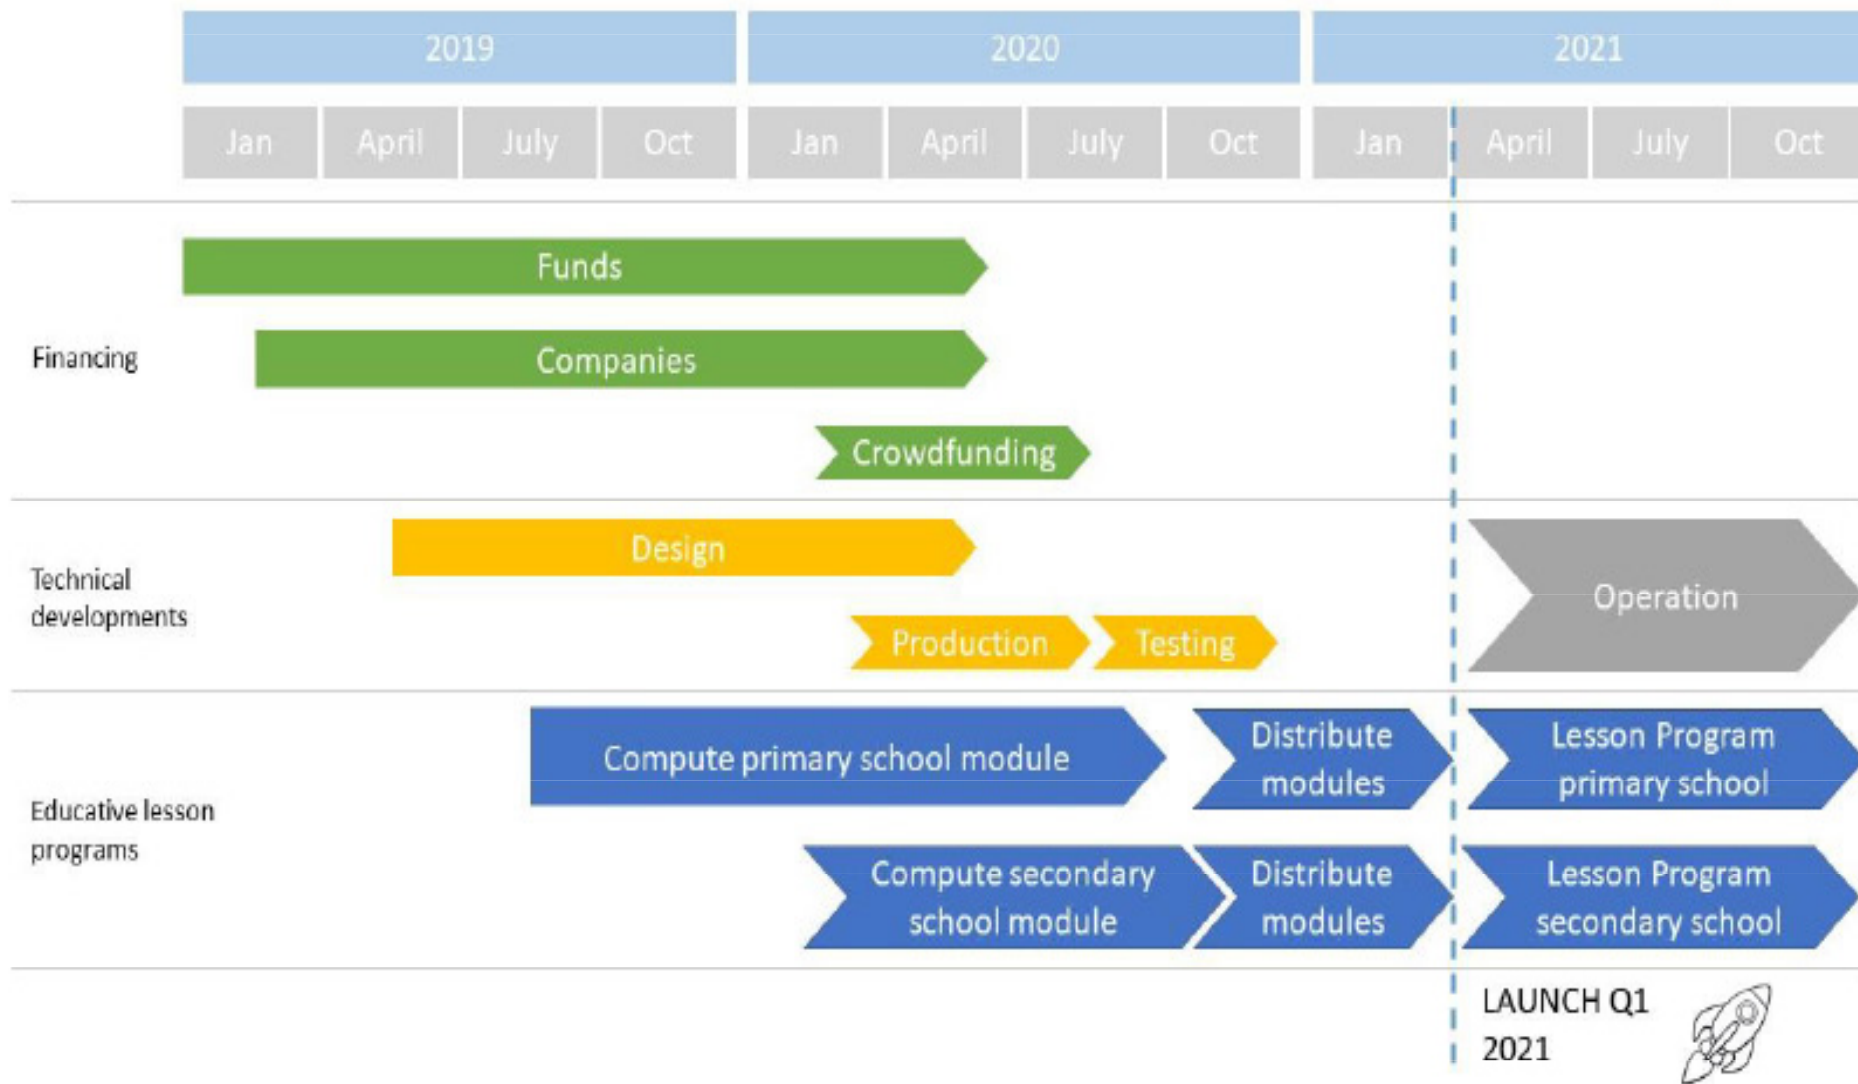 2019 2020 2021
Jan April July Oct Jan April July Oct Jan April July Oct
Funds
Financing
Companies
Crowdfunding
Technical
developments
Design
Production
Testing
Operation
Educative lesson
programs
Compute primary school module
Distribute
modules
Lesson Program
primary school
Compute secondary
school module
Distribute
modules
Lesson Program
secondary school
LAUNCH Q1
2021